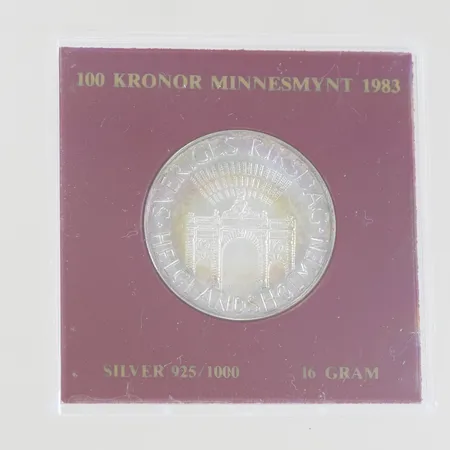 100 KRONOR MINNESMYNT 1983
SVERIGES RIKSDAG
HELGEANDSHOLMEN
SILVER 925/1000 16 GRAM